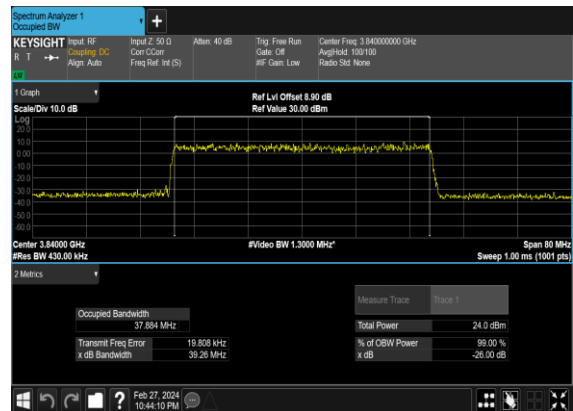 Spectrum Analyzer 1
Occupied BW
+
KEYSIGHT Input: RF Input Z: 50 Ω Atten: 40 dB Trig: Free Run Center Freq: 3.840000000 GHz
R T Coupling: DC Corr CCorr Gate: Off Avg|Hold: 100/100
Align: Auto Freq Ref: Int (S) #IF Gain: Low Radio Std: None
LW
1 Graph
Ref Lvl Offset 8.90 dB
Scale/Div 10.0 dB Ref Value 30.00 dBm
Log
20.0
10.0
0.00
-10.0
-20.0
-30.0
-40.0
-50.0
-60.0
Center 3.84000 GHz #Video BW 1.3000 MHz* Span 80 MHz
#Res BW 430.00 kHz Sweep 1.00 ms (1001 pts)
2 Metrics
Measure Trace Trace 1
Occupied Bandwidth
37.884 MHz Total Power 24.0 dBm
Transmit Freq Error 19.808 kHz % of OBW Power 99.00 %
x dB Bandwidth 39.26 MHz x dB -26.00 dB
? Feb 27, 2024
10:44:10 PM